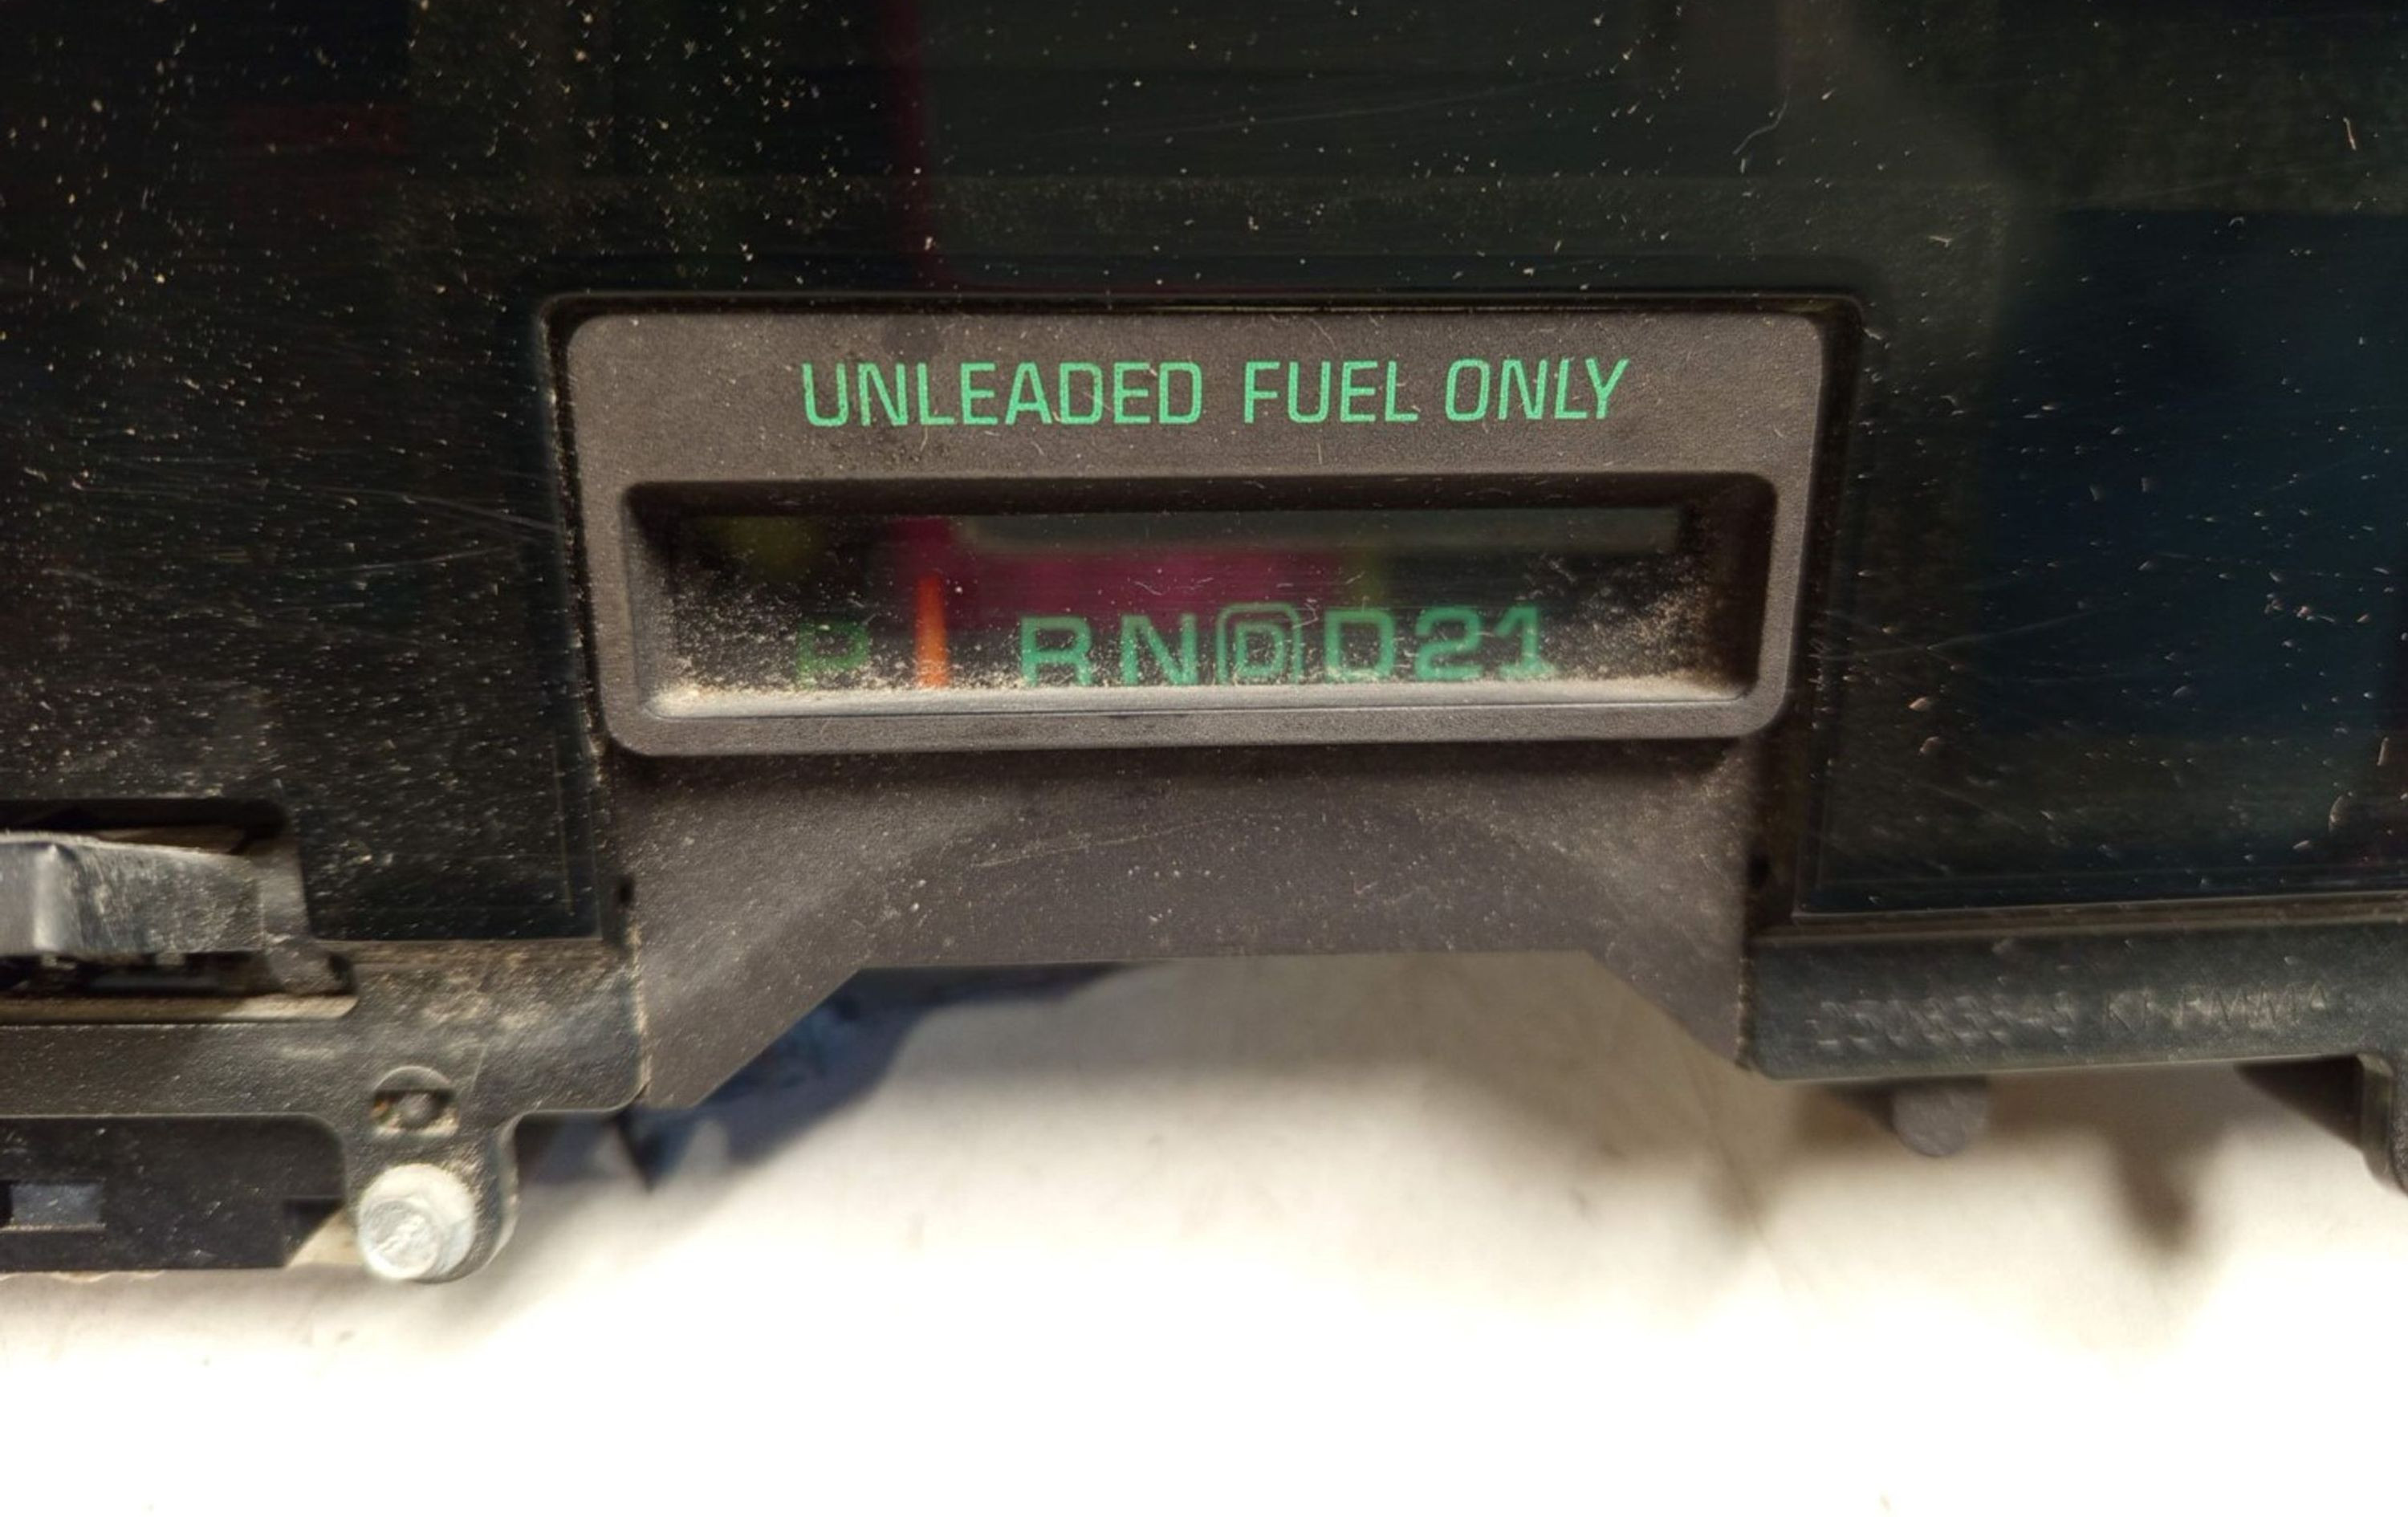 UNLEADED FUEL ONLY
P RNDD21